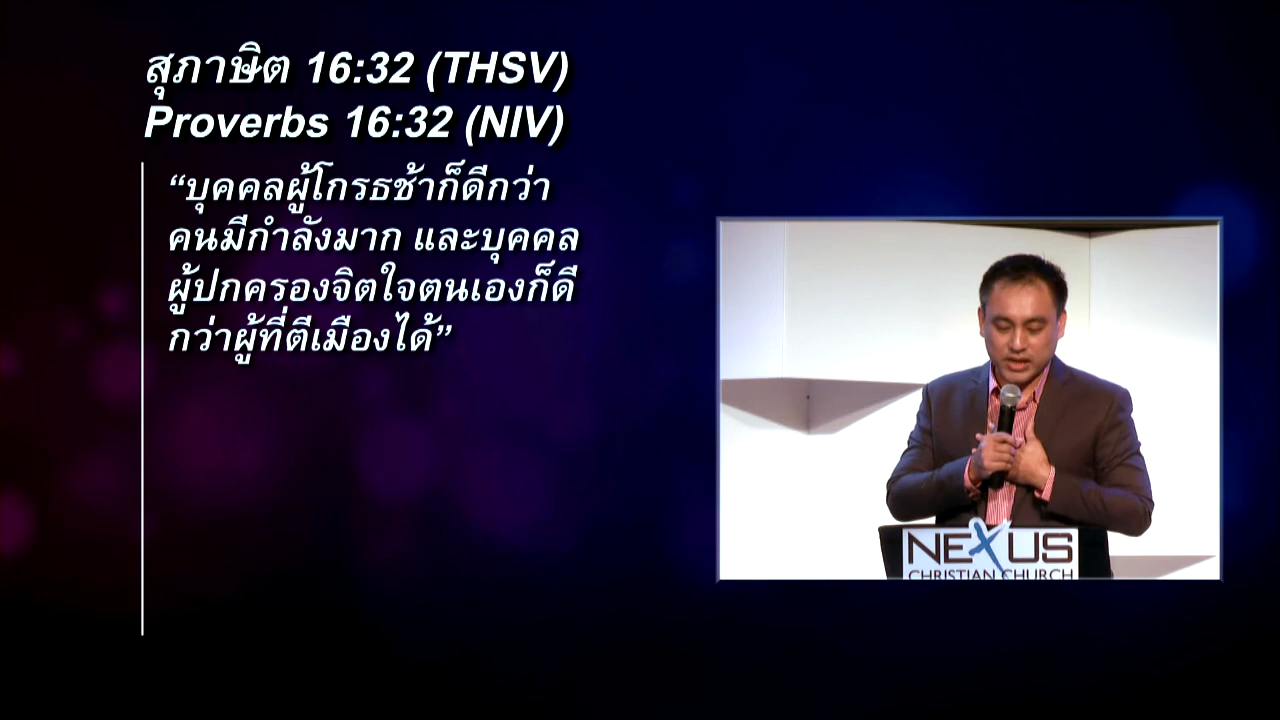 สุภาษิต 16:32 (THSV)
Proverbs 16:32 (NIV)
“บุคคลผู้โกรธช้าก็ดีกว่า
คนมีกำลังมาก และบุคคล
ผู้ปกครองจิตใจตนเองก็ดี
กว่าผู้ที่ตีเมืองได้”
NEXUS
CHRISTIAN CHURCH